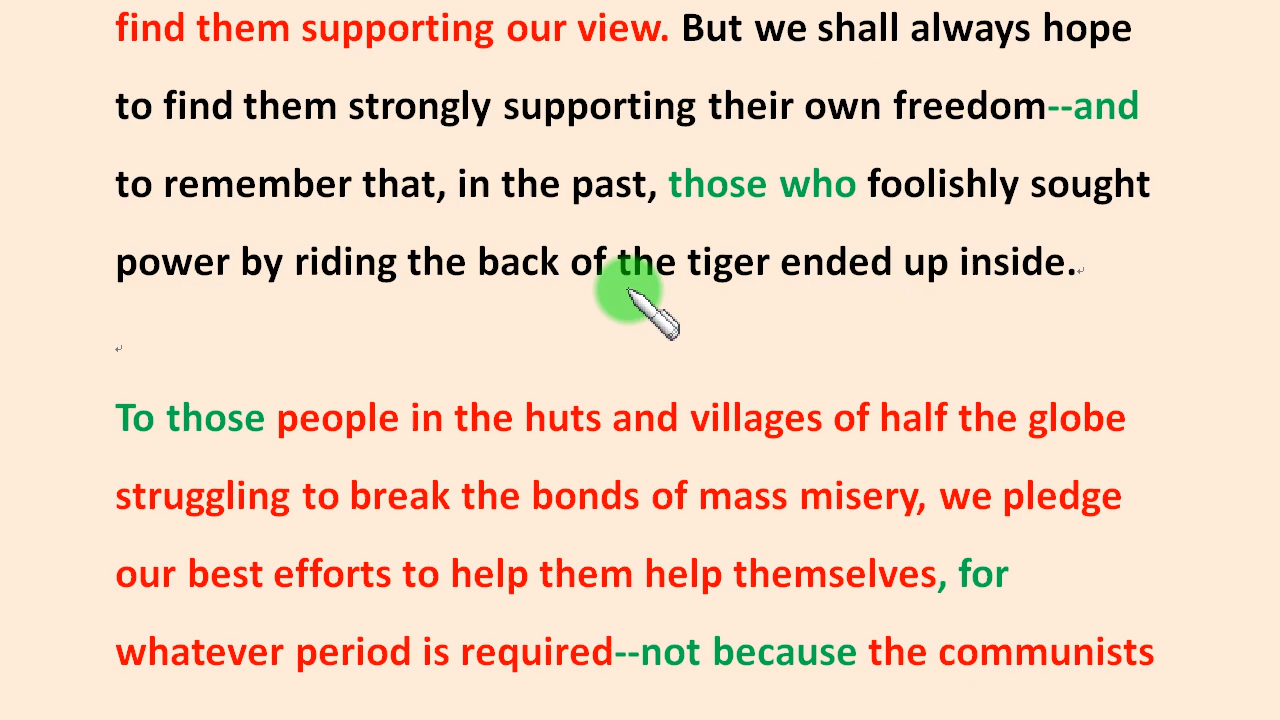 find them supporting our view. But we shall always hope
to find them strongly supporting their own freedom--and
to remember that, in the past, those who foolishly sought
power by riding the back of the tiger ended up inside.
To those people in the huts and villages of half the globe
struggling to break the bonds of mass misery, we pledge
our best efforts to help them help themselves, for
whatever period is required--not because the communists